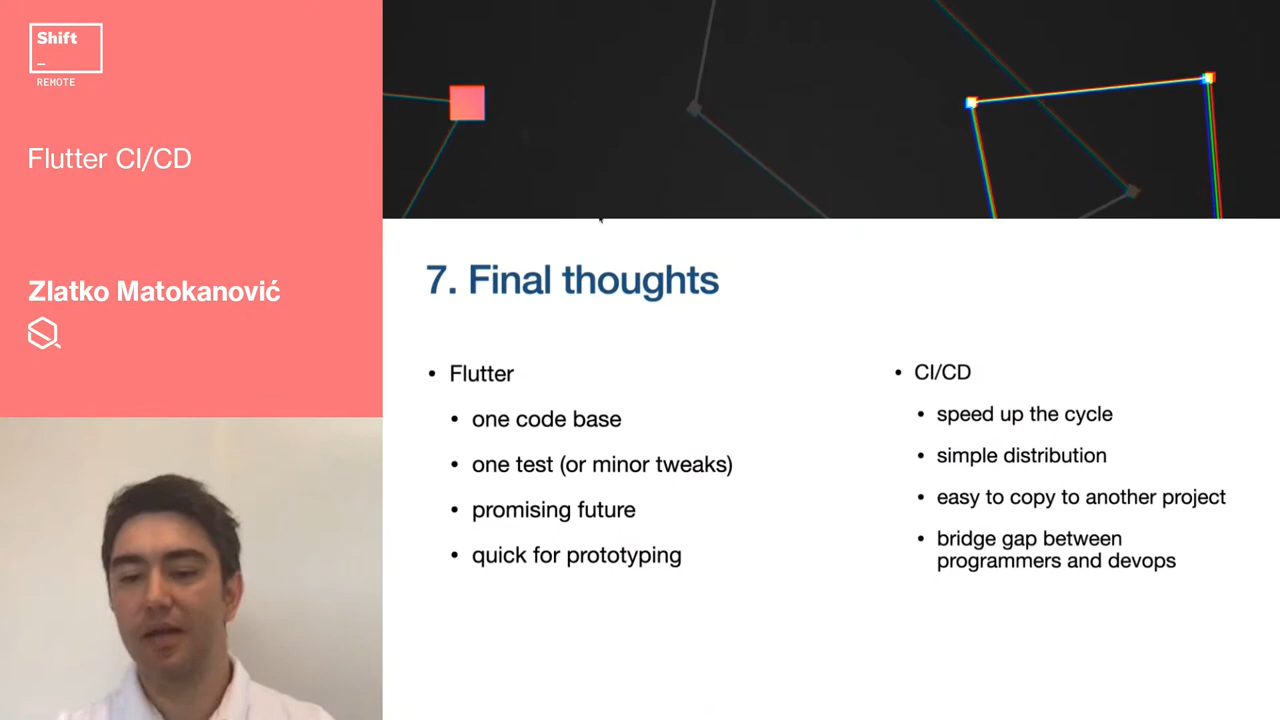 Shift
_
REMOTE
Flutter CI/CD
Zlatko Matokanović
7. Final thoughts
• Flutter
• one code base
• one test (or minor tweaks)
• promising future
• quick for prototyping
• CI/CD
• speed up the cycle
• simple distribution
• easy to copy to another project
• bridge gap between
programmers and devops